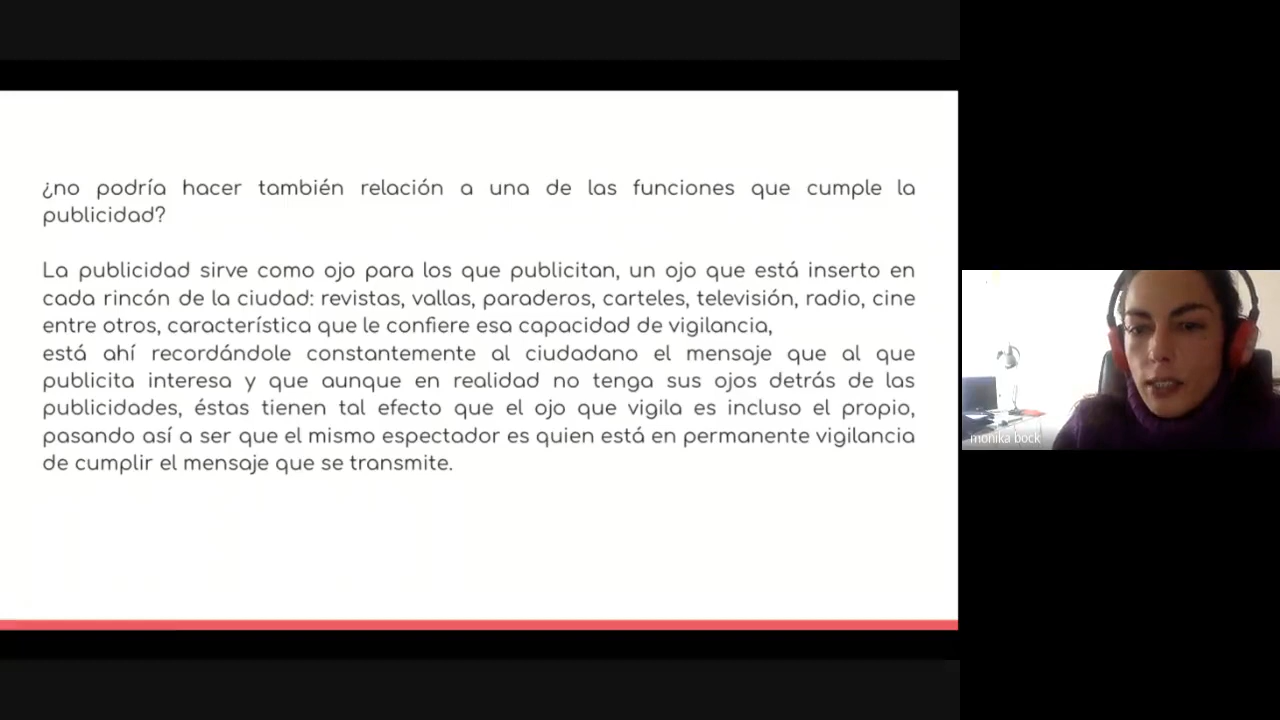 ¿no podría hacer también relación a una de las funciones que cumple la
publicidad?
La publicidad sirve como ojo para los que publicitan, un ojo que está inserto en
cada rincón de la ciudad: revistas, vallas, paraderos, carteles, televisión, radio, cine
entre otros, característica que le confiere esa capacidad de vigilancia,
está ahí recordándole constantemente al ciudadano el mensaje que al que
publicita interesa y que aunque en realidad no tenga sus ojos detrás de las
publicidades, éstas tienen tal efecto que el ojo que vigila es incluso el propio,
pasando así a ser que el mismo espectador es quien está en permanente vigilancia
de cumplir el mensaje que se transmite.
monika bock